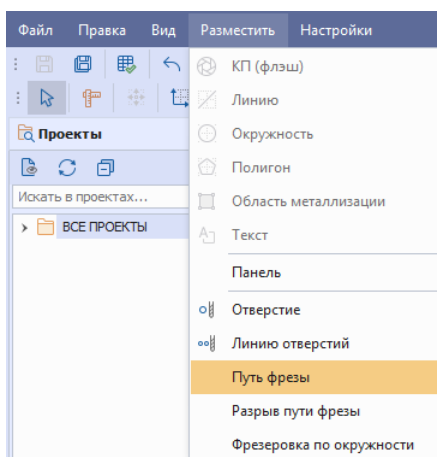 Файл Правка Вид Разместить Настройки
КП (флэш)
Линию
Окружность
Полигон
Область металлизации
Текст
Панель
Отверстие
Линию отверстий
Путь фрезы
Разрыв пути фрезы
Фрезеровка по окружности
Проекты
Искать в проектах...
ВСЕ ПРОЕКТЫ